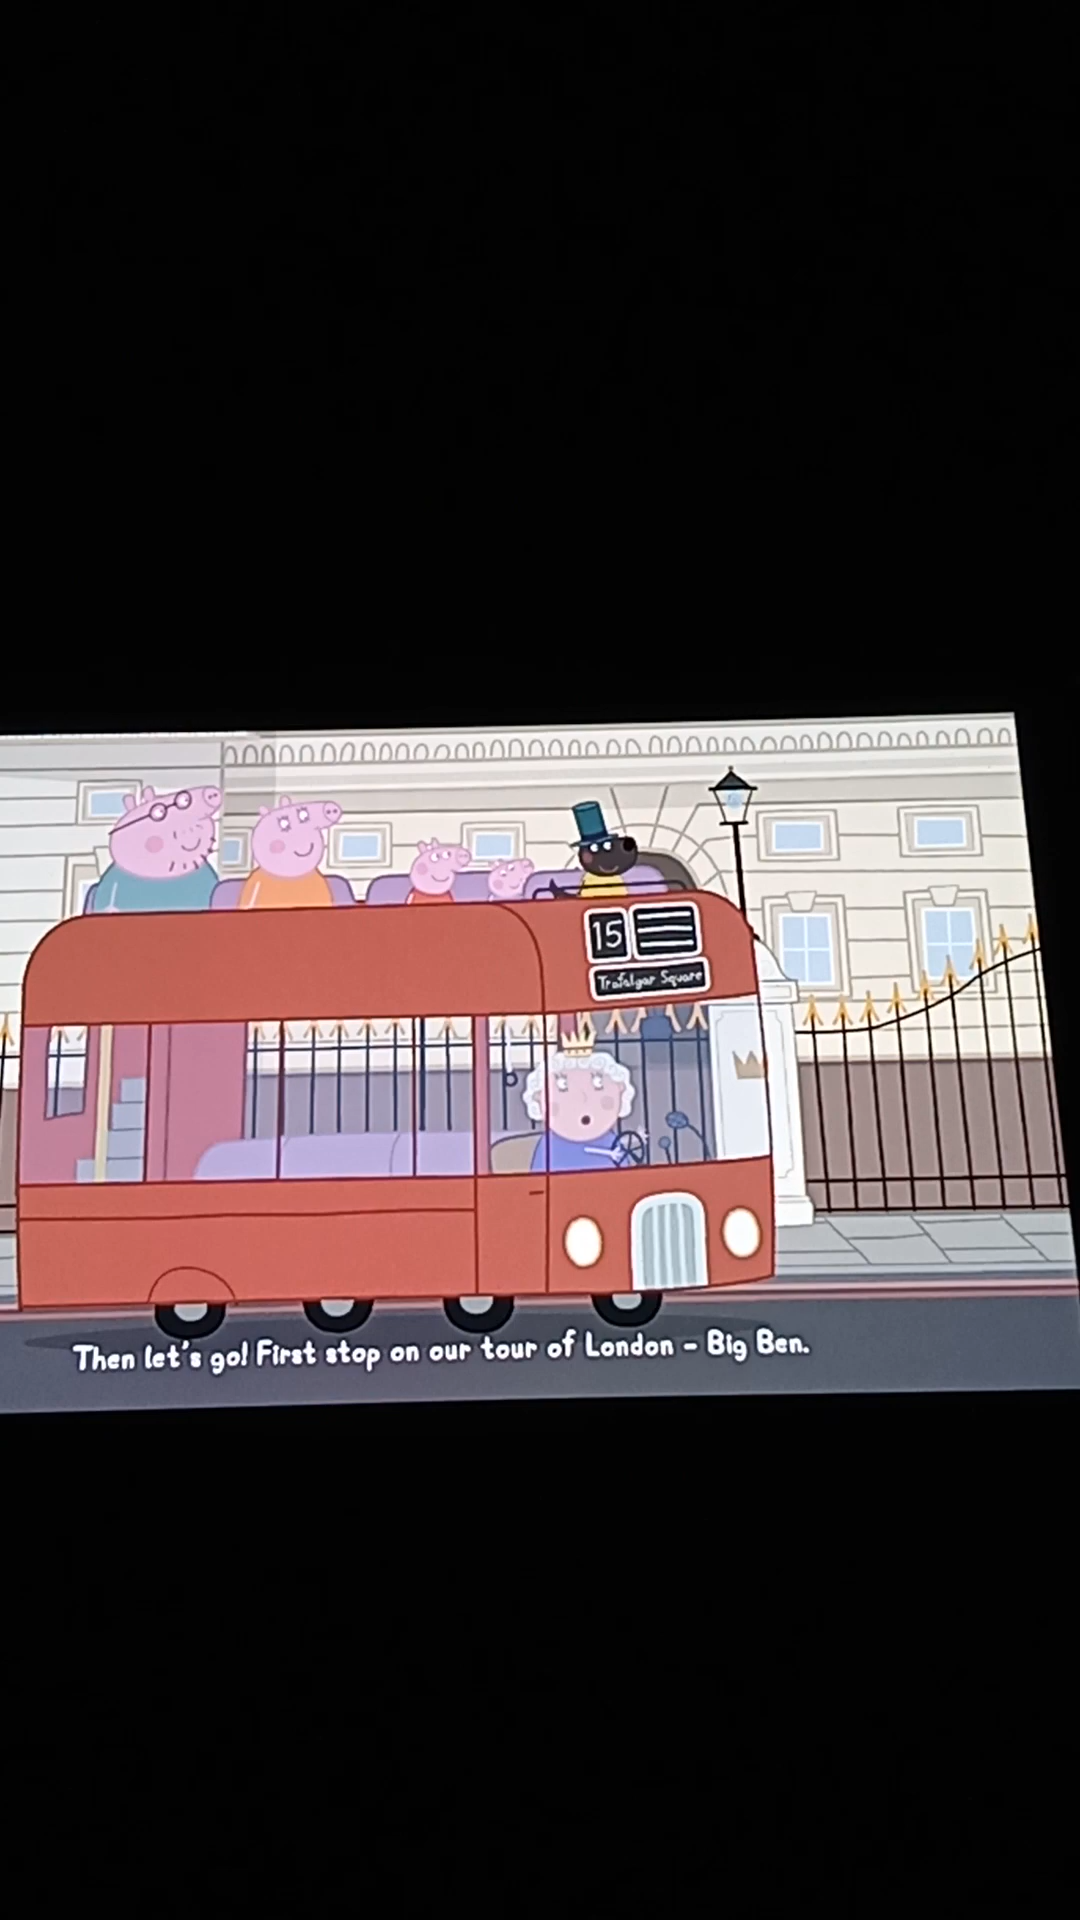 15
Trafalgar Square
Then let's go! First stop on our tour of London - Big Ben.